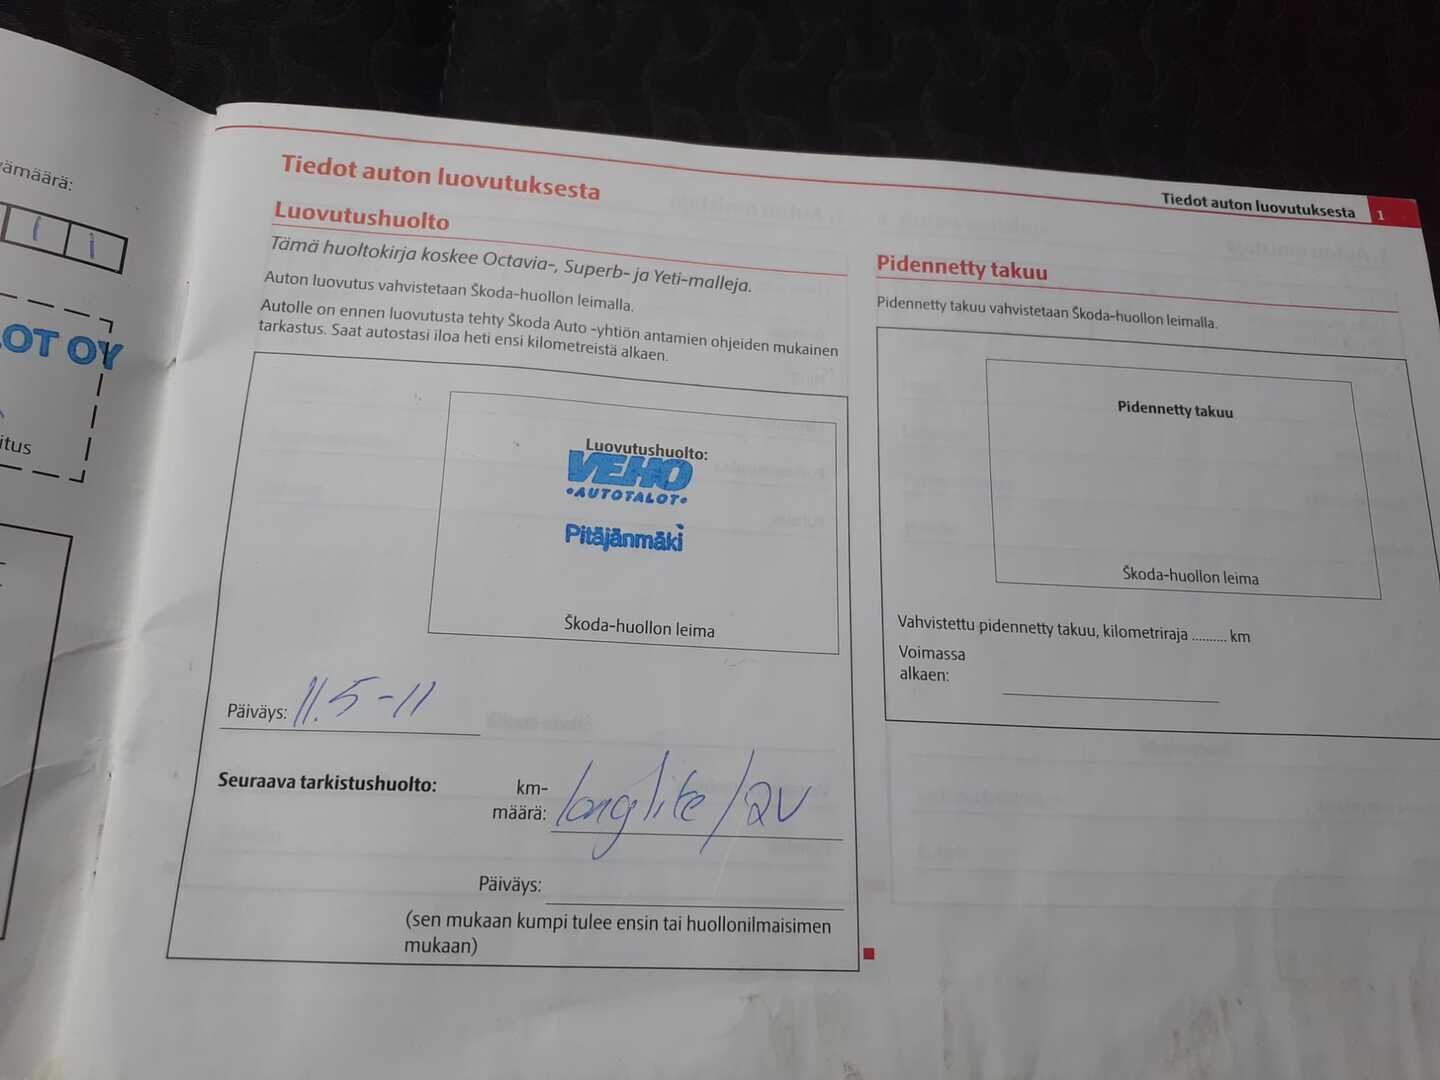 ämäärä:
1 1
LOT OY
itus
Tiedot auton luovutuksesta 1
Tiedot auton luovutuksesta
Luovutushuolto
Tämä huoltokirja koskee Octavia-, Superb- ja Yeti-malleja.
Auton luovutus vahvistetaan Škoda-huollon leimalla.
Autolle on ennen luovutusta tehty Škoda Auto -yhtiön antamien ohjeiden mukainen
tarkastus. Saat autostasi iloa heti ensi kilometreistä alkaen.
Luovutushuolto:
VEHO
•AUTOTALOT•
Pitäjänmäki
Škoda-huollon leima
Päiväys: 11.5-11
Seuraava tarkistushuolto:
km-
määrä: longlife/2V
Päiväys:
(sen mukaan kumpi tulee ensin tai huollonilmaisimen
mukaan)
Pidennetty takuu
Pidennetty takuu vahvistetaan Škoda-huollon leimalla.
Pidennetty takuu
Škoda-huollon leima
Vahvistettu pidennetty takuu, kilometriraja .......... km
Voimassa
alkaen: